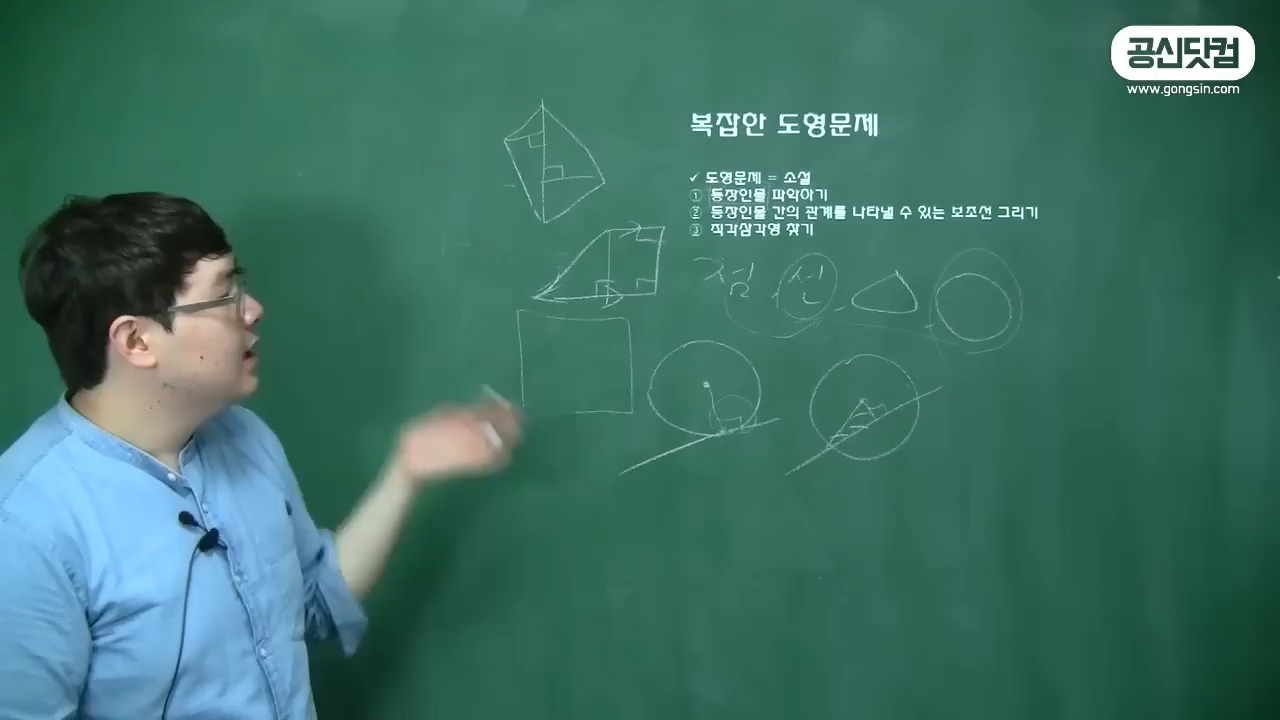 공신닷컴
www.gongsin.com
복잡한 도형문제
✓ 도형문제 = 소설
① 등장인물 파악하기
② 등장인물 간의 관계를 나타낼 수 있는 보조선 그리기
③ 직각삼각형 찾기
점, 선